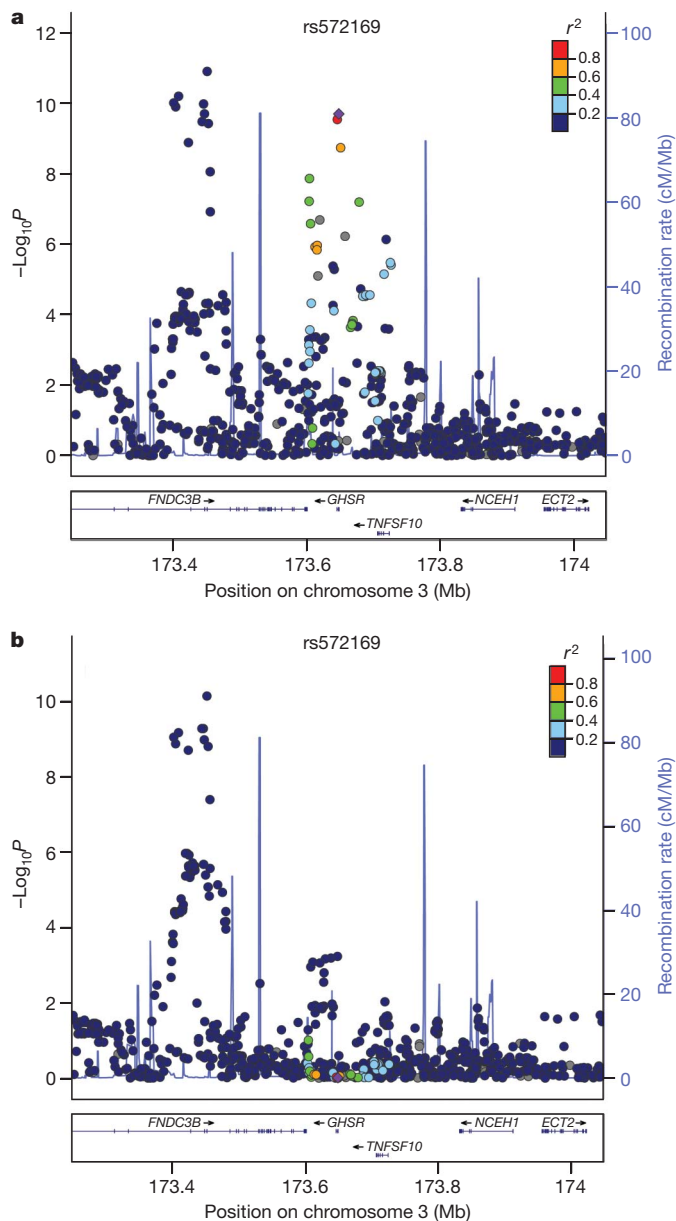 a
rs572169
12
10
8
6
4
2
0
–Log10P
r2
0.8
0.6
0.4
0.2
100
80
60
40
20
0
Recombination rate (cM/Mb)
FNDC3B
GHSR
NCEH1
ECT2
TNFSF10
173.4
173.6
173.8
174
Position on chromosome 3 (Mb)
b
rs572169
10
8
6
4
2
0
–Log10P
r2
0.8
0.6
0.4
0.2
100
80
60
40
20
0
Recombination rate (cM/Mb)
FNDC3B
GHSR
NCEH1
ECT2
TNFSF10
173.4
173.6
173.8
174
Position on chromosome 3 (Mb)